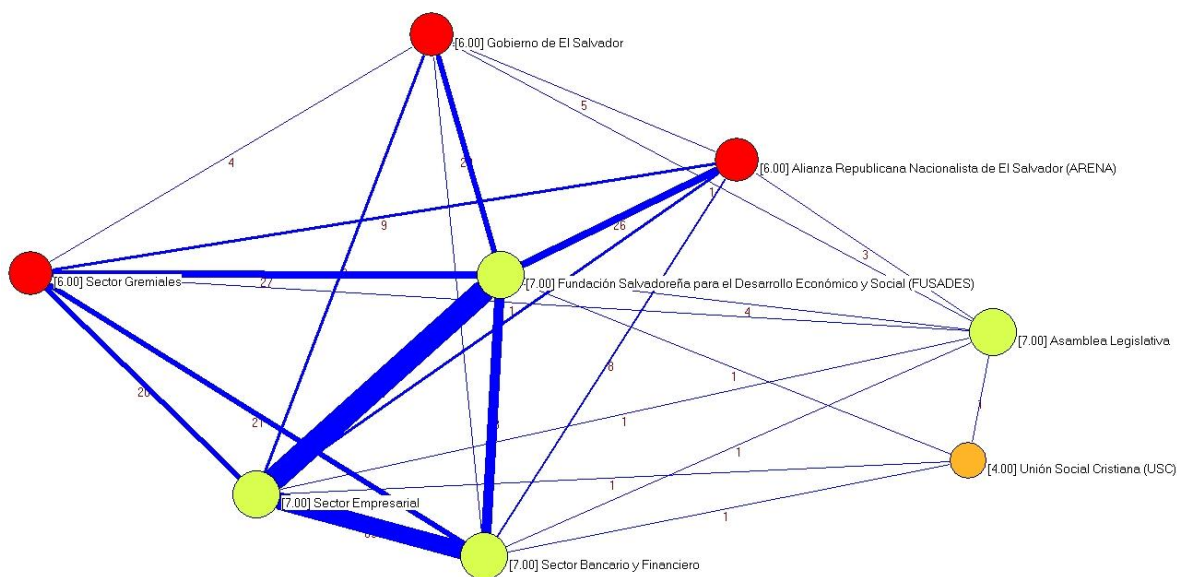 [6.00] Gobierno de El Salvador
5
4
[6.00] Alianza Republicana Nacionalista de El Salvador (ARENA)
1
9
26
3
[6.00] Sector Gremiales
27
[7.00] Fundación Salvadoreña para el Desarrollo Económico y Social (FUSADES)
1
4
[7.00] Asamblea Legislativa
8
1
1
21
1
1
[4.00] Unión Social Cristiana (USC)
1
[7.00] Sector Empresarial
1
[7.00] Sector Bancario y Financiero